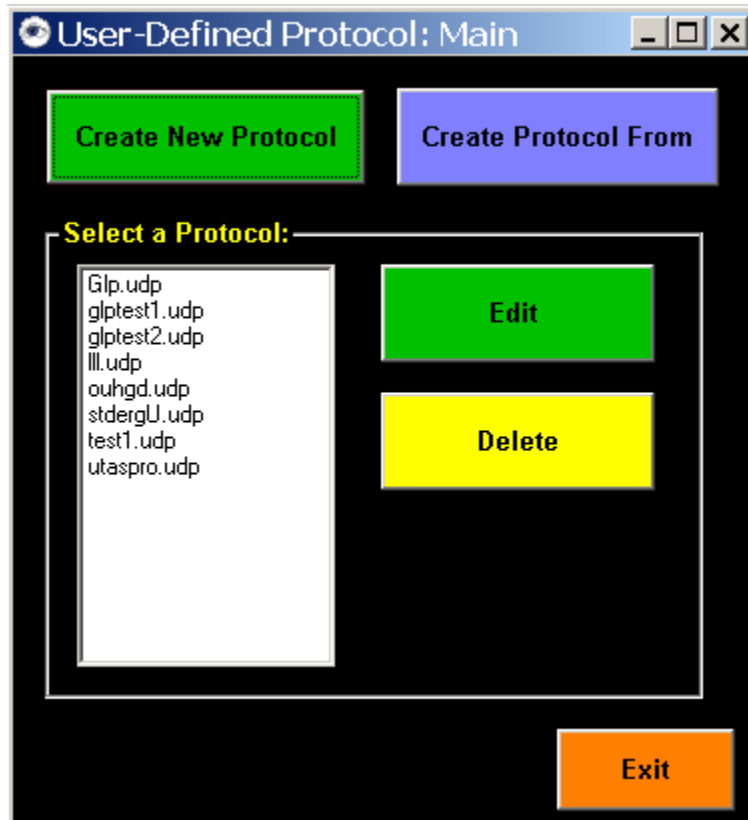 User-Defined Protocol: Main
Create New Protocol
Create Protocol From
Select a Protocol:
Glp.udp
glptest1.udp
glptest2.udp
lll.udp
ouhgd.udp
stdergU.udp
test1.udp
utaspro.udp
Edit
Delete
Exit